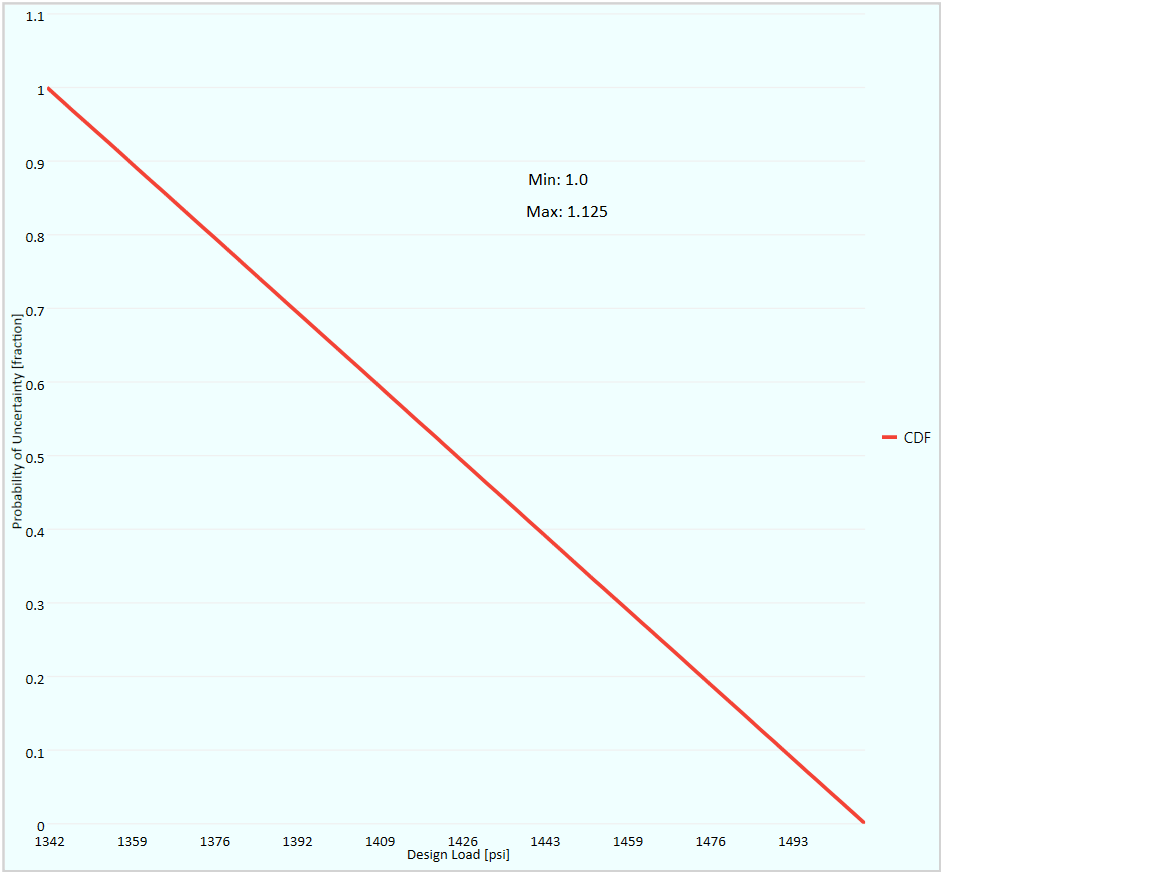 1.1
1
0.9
0.8
0.7
0.6
0.5
0.4
0.3
0.2
0.1
0
Probability of Uncertainty [fraction]
Min: 1.0
Max: 1.125
CDF
1342 1359 1376 1392 1409 1426 1443 1459 1476 1493
Design Load [psi]